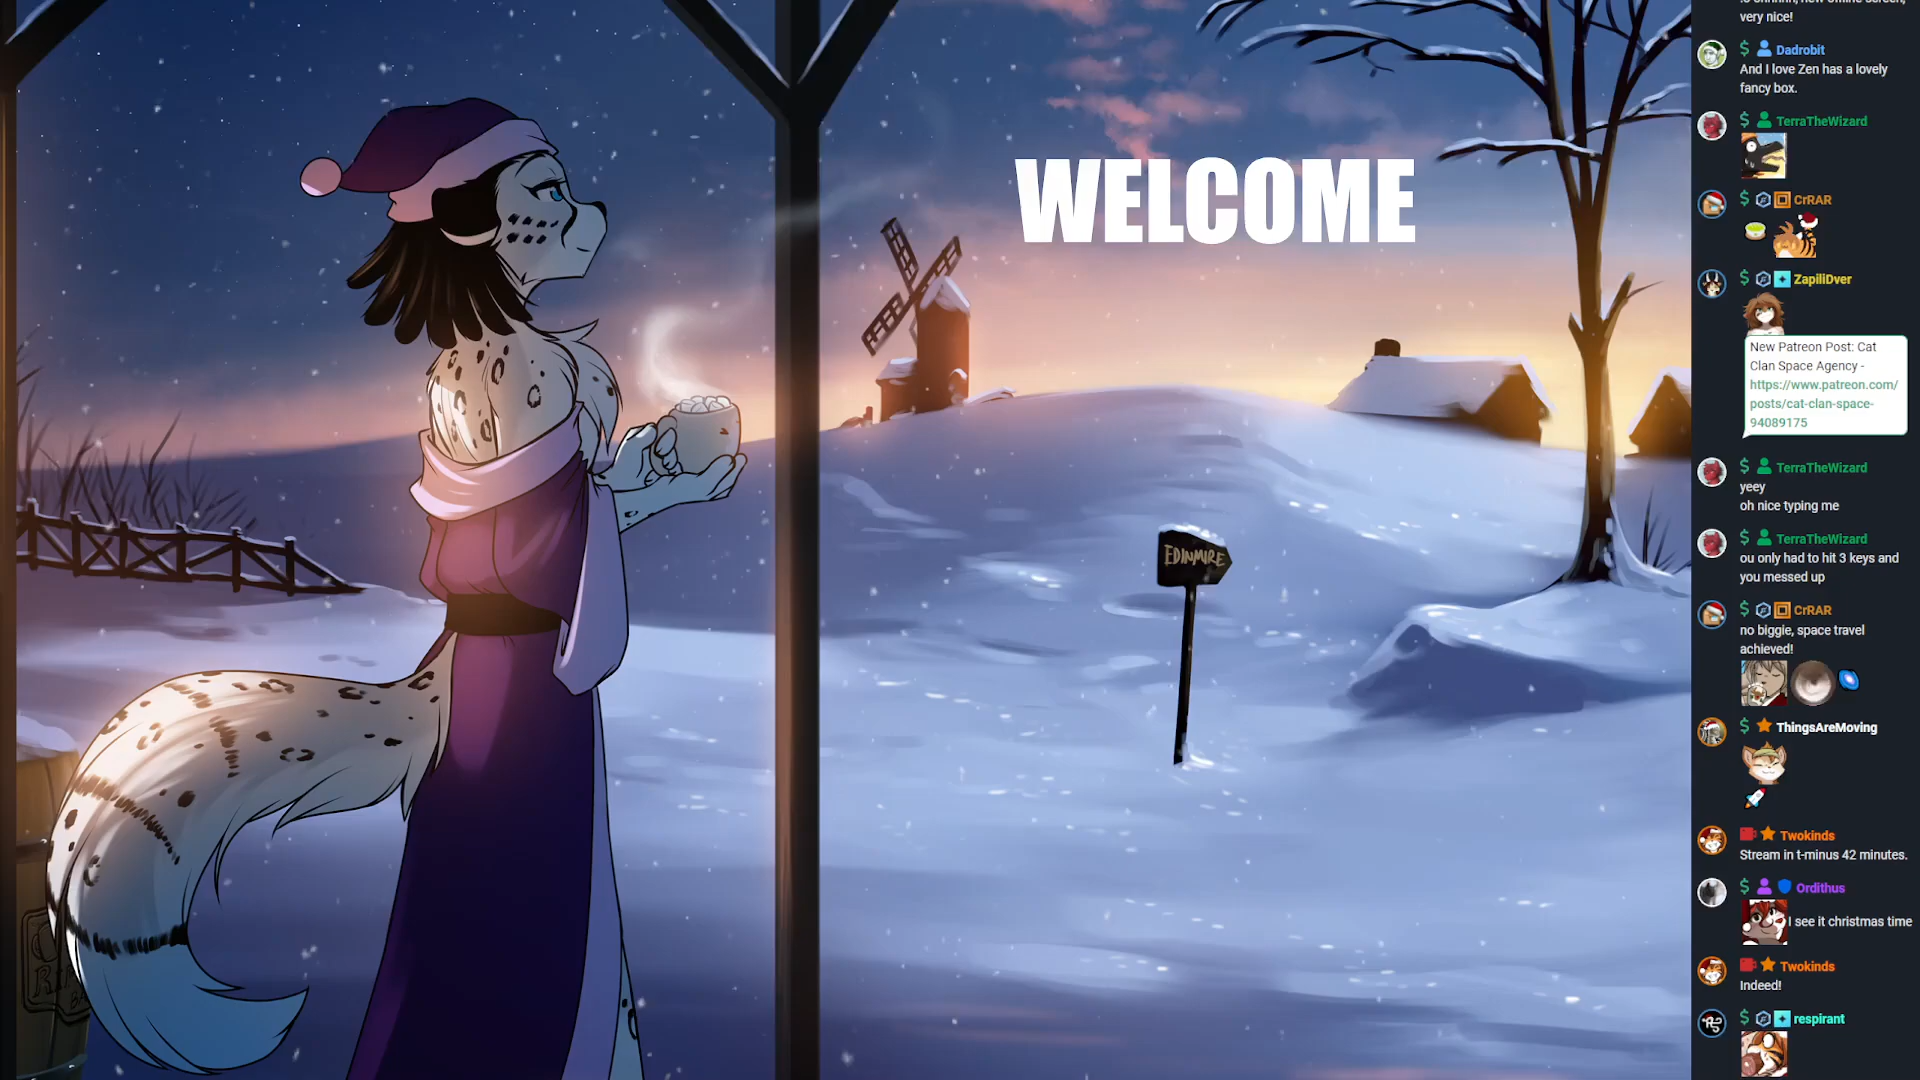 WELCOME
EDINMIRE
very nice!
Dadrobit
And I love Zen has a lovely
fancy box.
TerraTheWizard
CrRAR
ZapiliDver
New Patreon Post: Cat
Clan Space Agency -
https://www.patreon.com/
posts/cat-clan-space-
94089175
TerraTheWizard
yeey
oh nice typing me
TerraTheWizard
ou only had to hit 3 keys and
you messed up
CrRAR
no biggie, space travel
achieved!
ThingsAreMoving
Twokinds
Stream in t-minus 42 minutes.
Ordithus
I see it christmas time
Twokinds
Indeed!
respirant